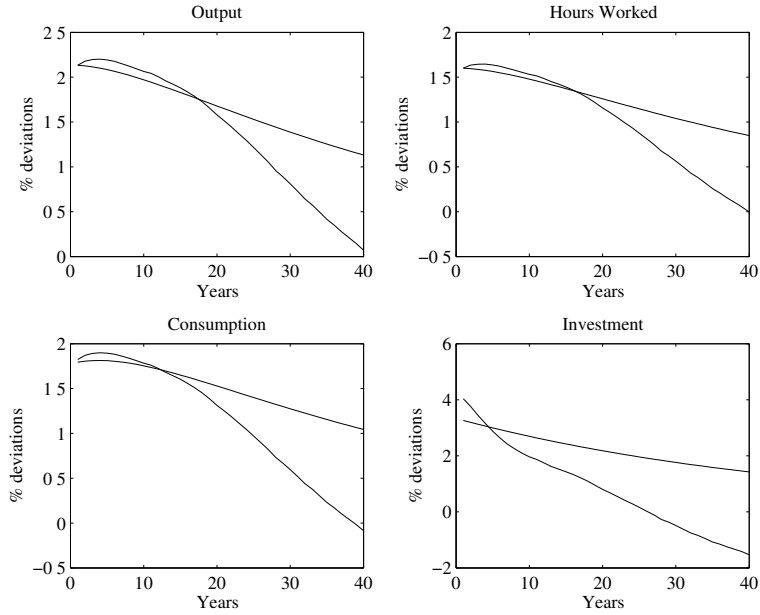 Output
2 5
2
1 5
1
0 5
0
% deviations
0 10 20 30 40
Years
Hours Worked
2
1 5
1
0 5
0
−0 5
% deviations
0 10 20 30 40
Years
Consumption
2
1 5
1
0 5
0
−0 5
% deviations
0 10 20 30 40
Years
Investment
6
4
2
0
−2
% deviations
0 10 20 30 40
Years